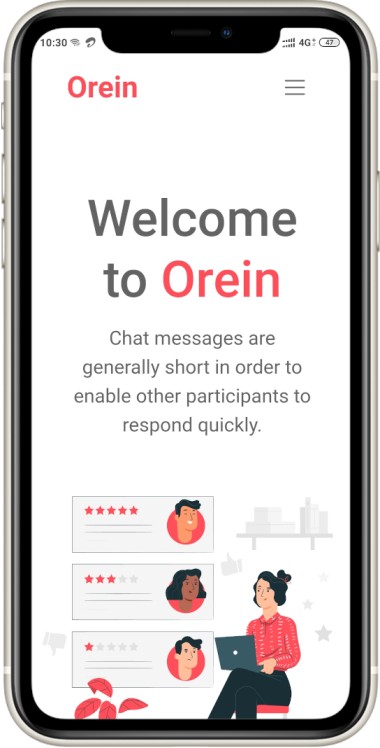 10:30 4G 47
Orein
Welcome
to Orein
Chat messages are
generally short in order to
enable other participants to
respond quickly.